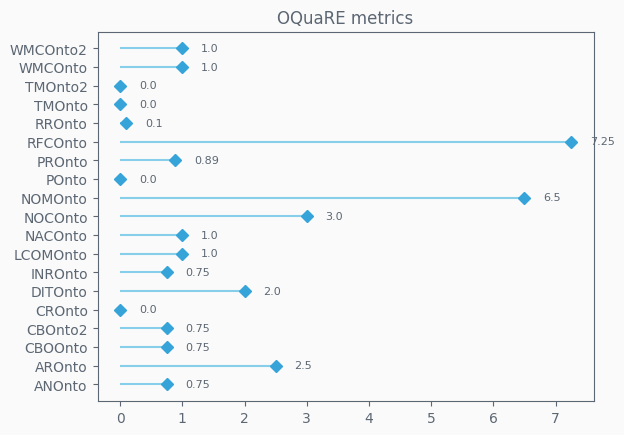 OQuaRE metrics
WMCOnto2 1.0
WMCOnto 1.0
TMOnto2 0.0
TMOnto 0.0
RROnto 0.1
RFCOnto 7.25
PROnto 0.89
POnto 0.0
NOMOnto 6.5
NOCOnto 3.0
NACOnto 1.0
LCOMOnto 1.0
INROnto 0.75
DITOnto 2.0
CROnto 0.0
CBOnto2 0.75
CBOOnto 0.75
AROnto 2.5
ANOnto 0.75
0 1 2 3 4 5 6 7